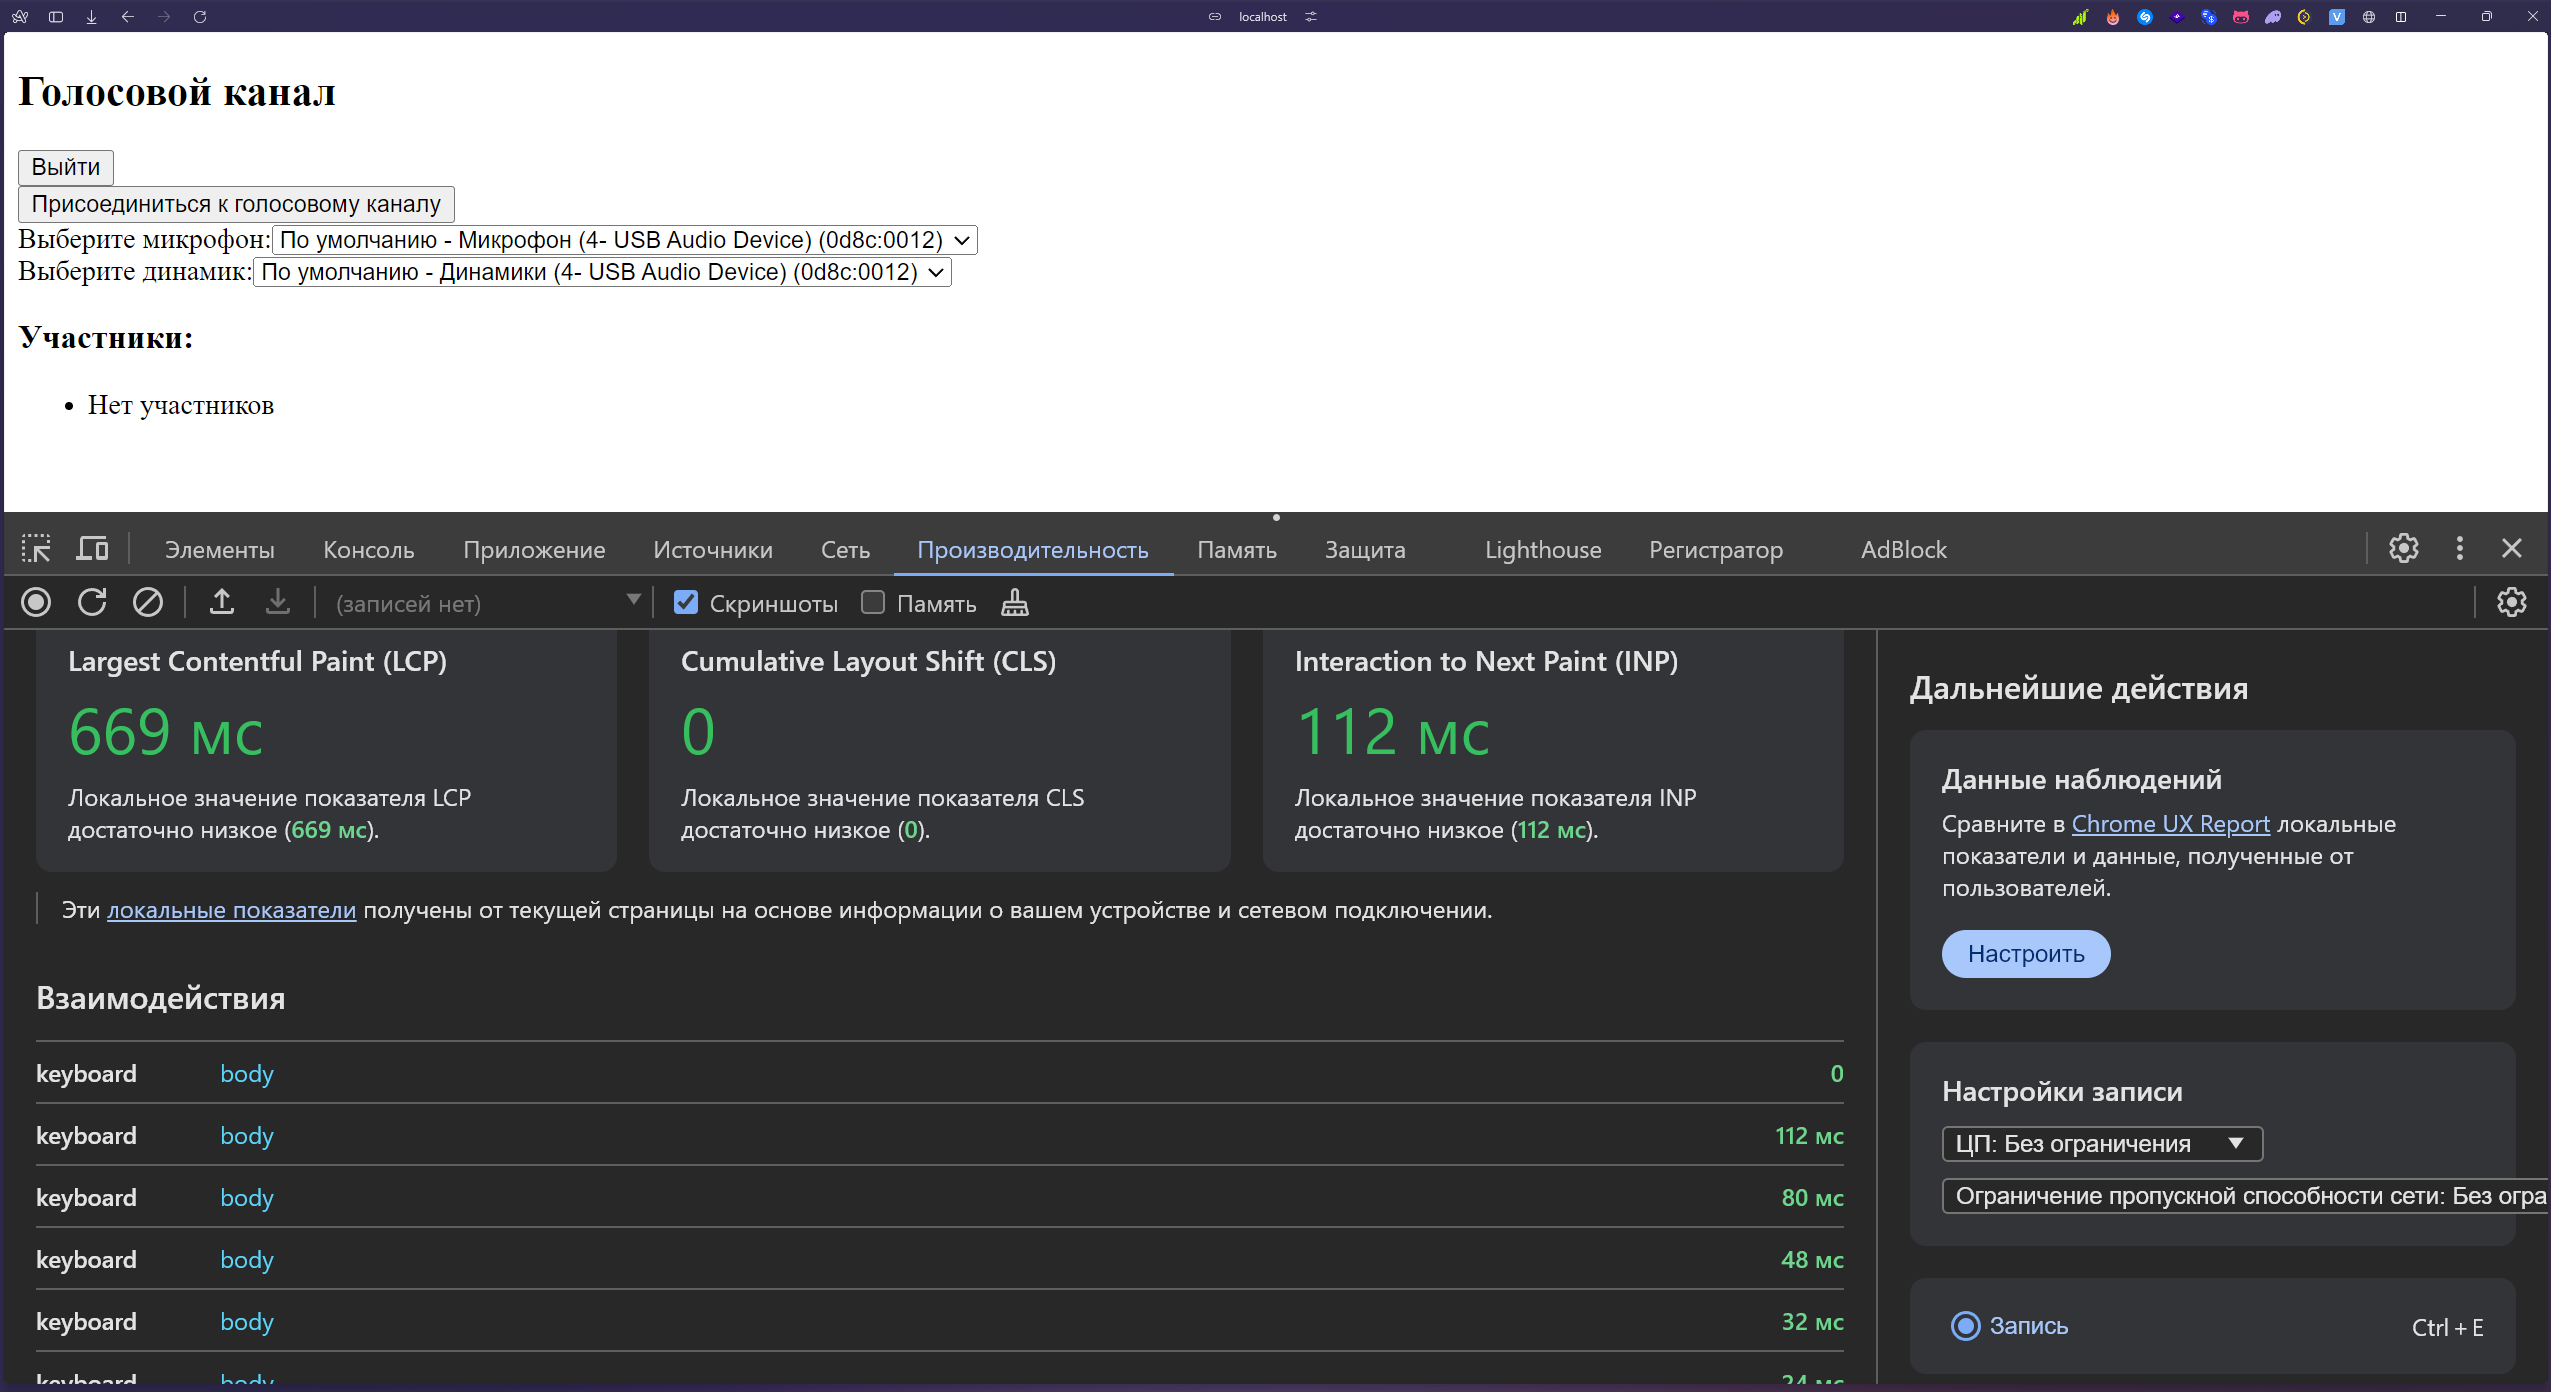 localhost
Голосовой канал
Выйти
Присоединиться к голосовому каналу
Выберите микрофон: По умолчанию - Микрофон (4- USB Audio Device) (0d8c:0012)
Выберите динамик: По умолчанию - Динамики (4- USB Audio Device) (0d8c:0012)
Участники:
• Нет участников
Элементы Консоль Приложение Источники Сеть Производительность Память Защита Lighthouse Регистратор AdBlock
(записей нет) Скриншоты Память
Largest Contentful Paint (LCP)
669 мс
Локальное значение показателя LCP
достаточно низкое (669 мс).
Cumulative Layout Shift (CLS)
0
Локальное значение показателя CLS
достаточно низкое (0).
Interaction to Next Paint (INP)
112 мс
Локальное значение показателя INP
достаточно низкое (112 мс).
Эти локальные показатели получены от текущей страницы на основе информации о вашем устройстве и сетевом подключении.
Взаимодействия
keyboard body 0
keyboard body 112 мс
keyboard body 80 мс
keyboard body 48 мс
keyboard body 32 мс
keyboard body 24 мс
Дальнейшие действия
Данные наблюдений
Сравните в Chrome UX Report локальные
показатели и данные, полученные от
пользователей.
Настроить
Настройки записи
ЦП: Без ограничения
Ограничение пропускной способности сети: Без огра
Запись Ctrl + E